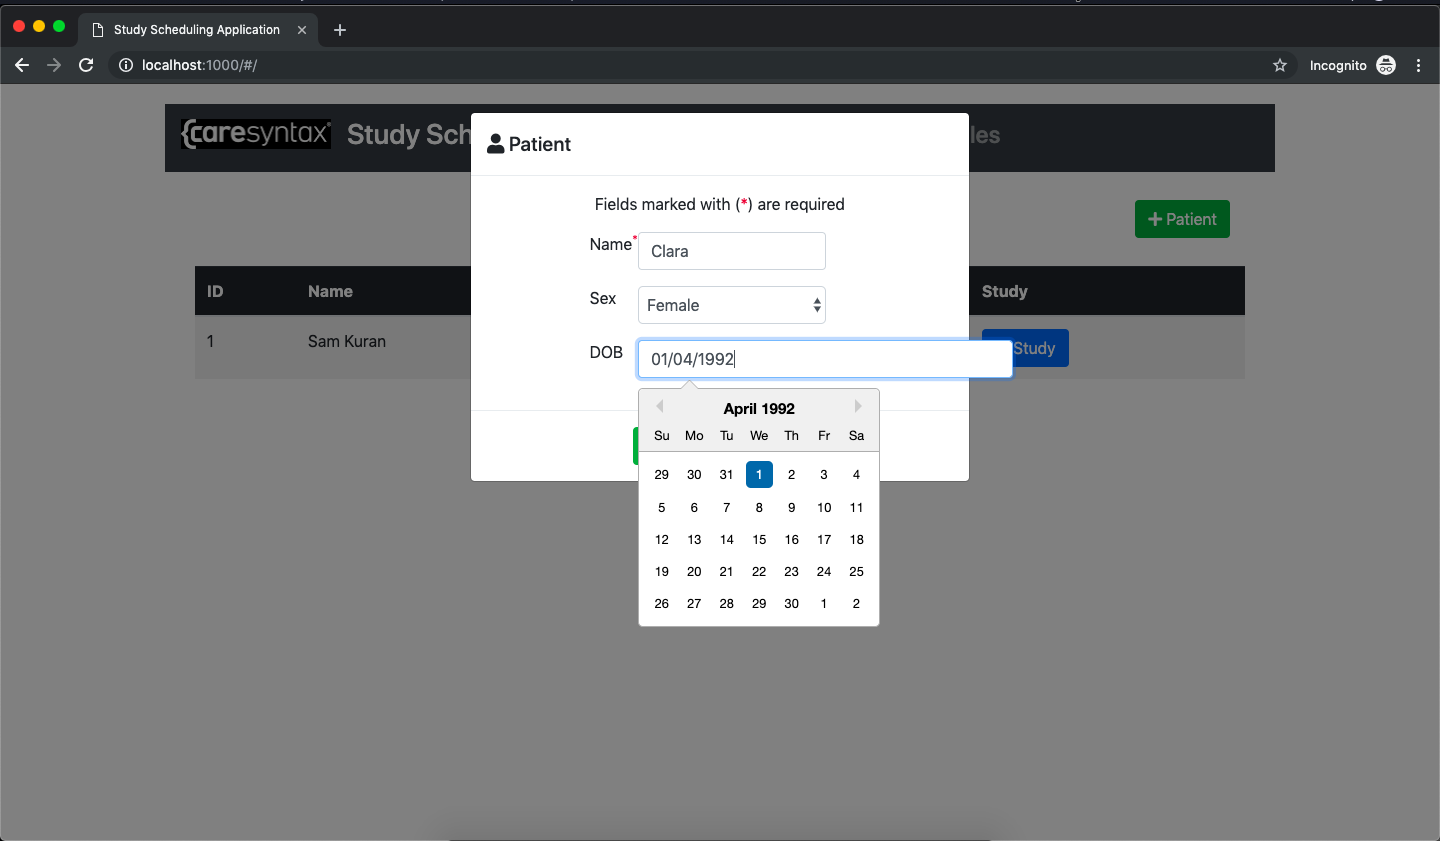 Study Scheduling Application
localhost:1000/#/
Incognito
{caresyntax Study Sch
les
Patient
Fields marked with (*) are required
+ Patient
Name* Clara
Sex Female
DOB 01/04/1992
ID Name Study
1 Sam Kuran Study
April 1992
Su Mo Tu We Th Fr Sa
29 30 31 1 2 3 4
5 6 7 8 9 10 11
12 13 14 15 16 17 18
19 20 21 22 23 24 25
26 27 28 29 30 1 2